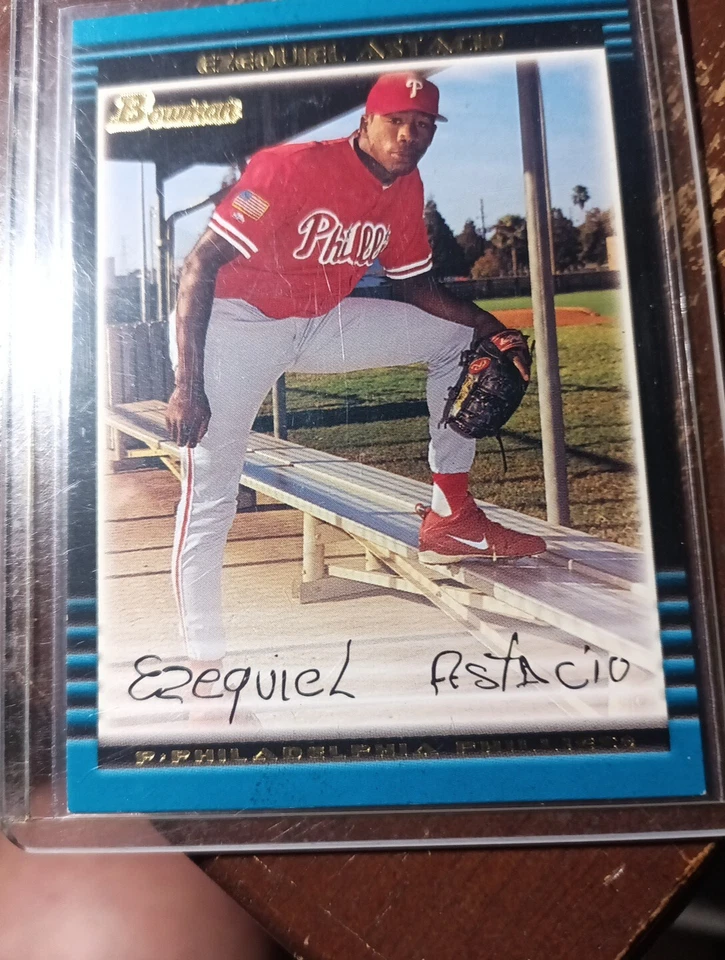 EZEQUIEL ASTACIO
Bowman
P
Phillies
EZEQUIEL ASTACIO
P·PHILADELPHIA PHILLIES